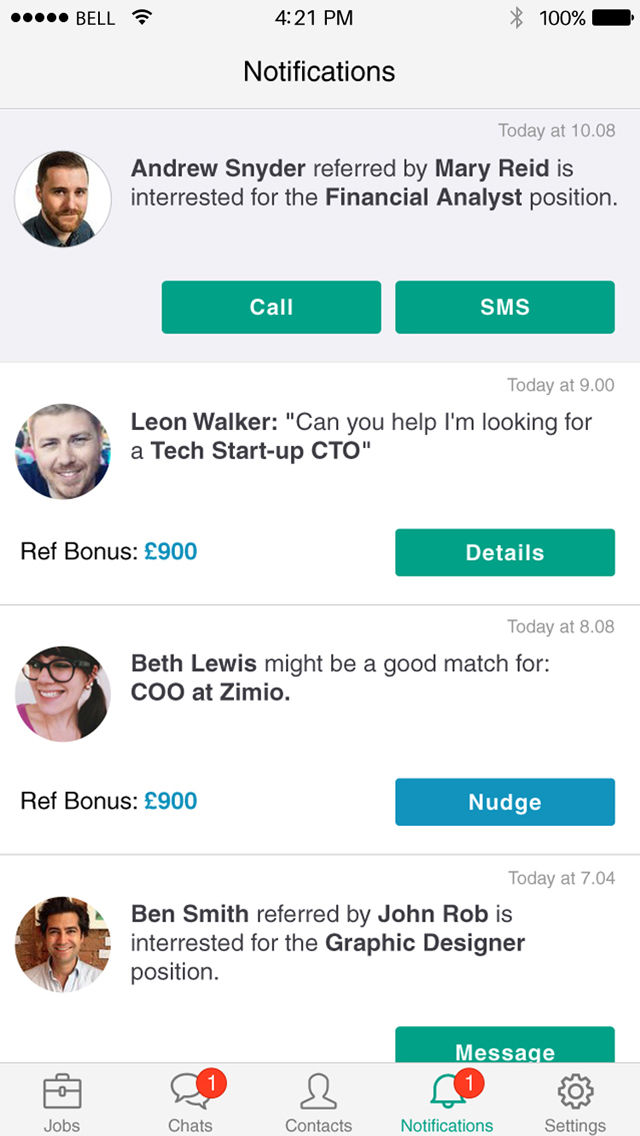 BELL
4:21 PM
100%
Notifications
Today at 10.08
Andrew Snyder referred by Mary Reid is
interrested for the Financial Analyst position.
Call
SMS
Today at 9.00
Leon Walker: "Can you help I'm looking for
a Tech Start-up CTO"
Ref Bonus: £900
Details
Today at 8.08
Beth Lewis might be a good match for:
COO at Zimio.
Ref Bonus: £900
Nudge
Today at 7.04
Ben Smith referred by John Rob is
interrested for the Graphic Designer
position.
Message
1
1
Jobs
Chats
Contacts
Notifications
Settings